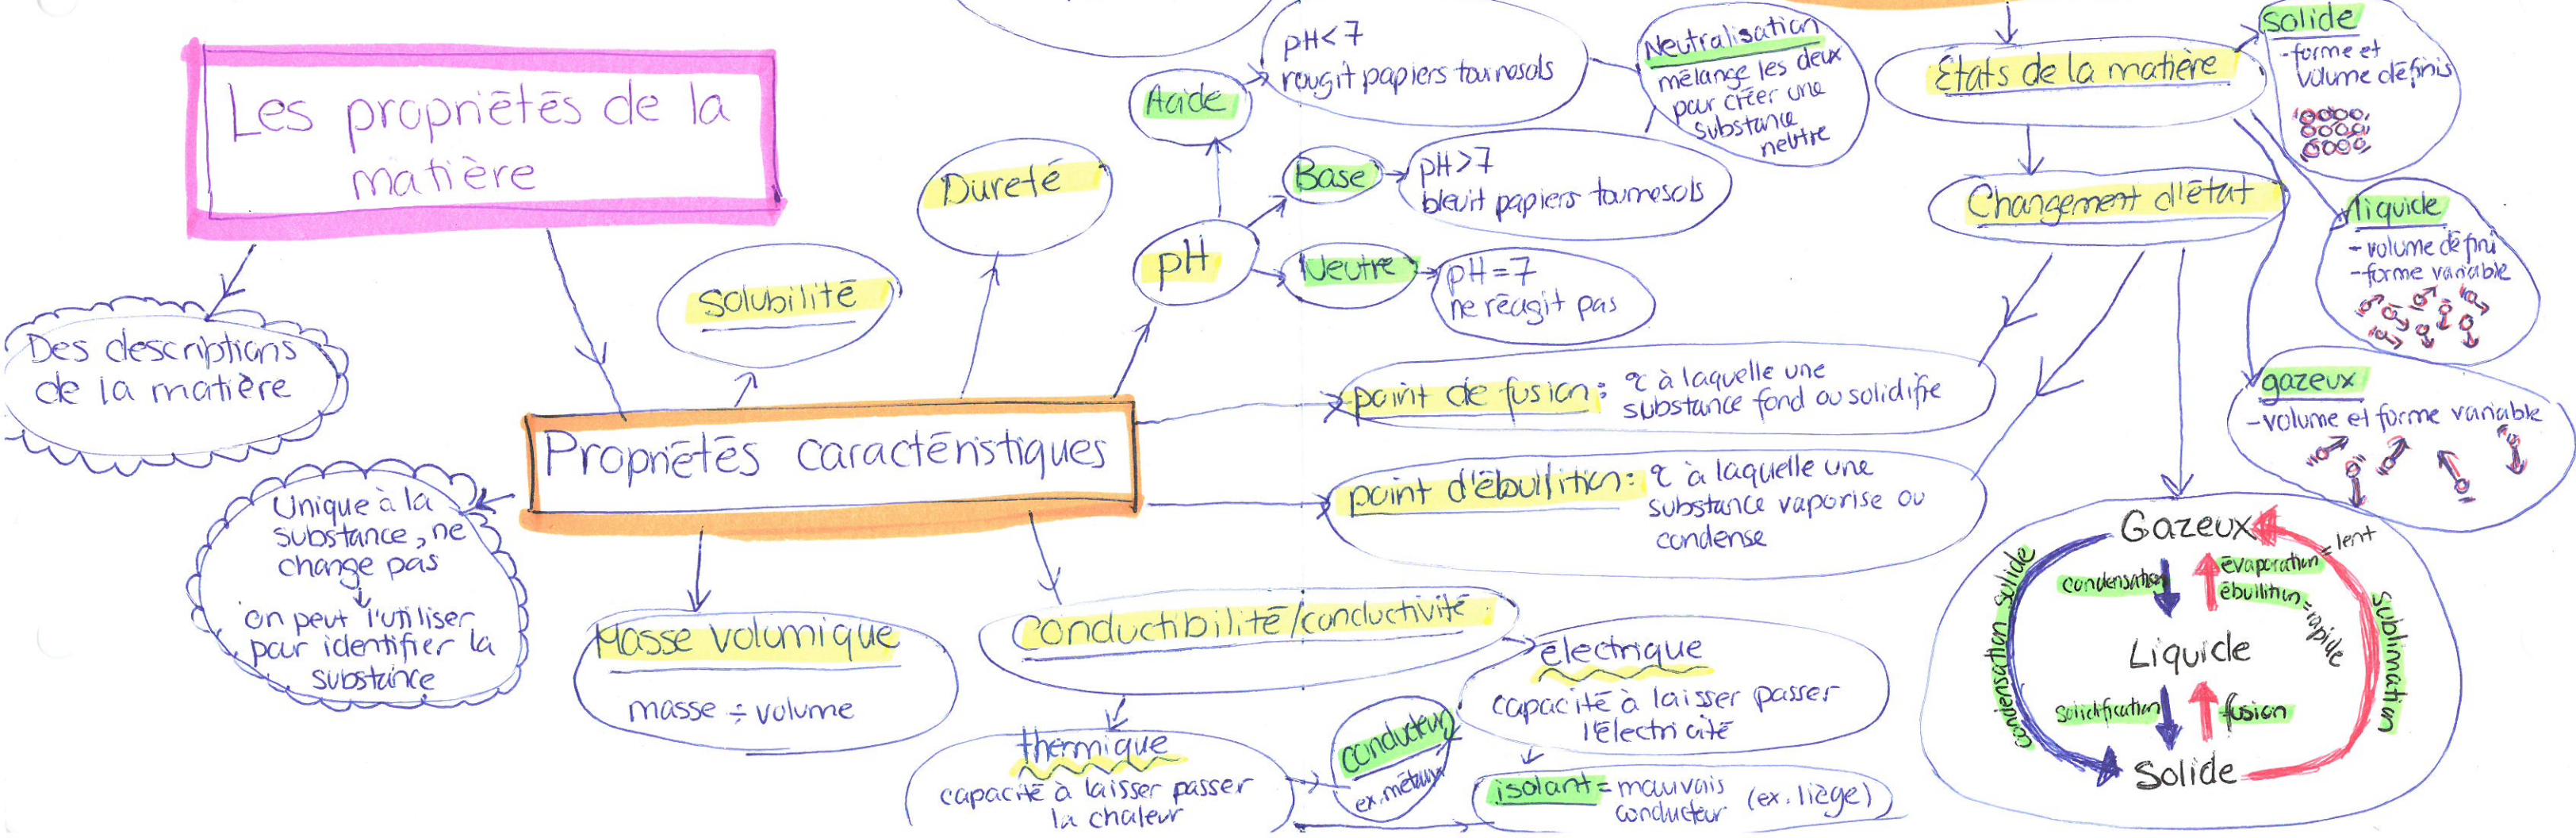 Les propriétés de la
matière
Des descriptions
de la matière
Propriétés caractéristiques
Unique à la
substance, ne
change pas
on peut l'utiliser
pour identifier la
substance
Solubilité
Dureté
pH
Acide
pH<7
rougit papiers tournesols
Base
pH>7
bleuit papiers tournesols
Neutre
pH=7
ne réagit pas
Neutralisation
mélange les deux
pour créer une
substance
neutre
point de fusion:
à laquelle une
substance fond ou solidifie
point d'ébullition:
à laquelle une
substance vaporise ou
condense
Masse volumique
masse ÷ volume
Conductibilité/conductivité
thermique
capacité à laisser passer
la chaleur
électrique
capacité à laisser passer
l'électricité
conducteur
ex. métaux
isolant = mauvais
conducteur (ex. liège)
États de la matière
Solide
-forme et
volume définis
liquide
-volume défini
-forme variable
gazeux
-volume et forme variable
Changement d'état
Gazeux
condensation
évaporation = lent
ébullition = rapide
Liquide
solidification
fusion
Solide
condensation solide
sublimation